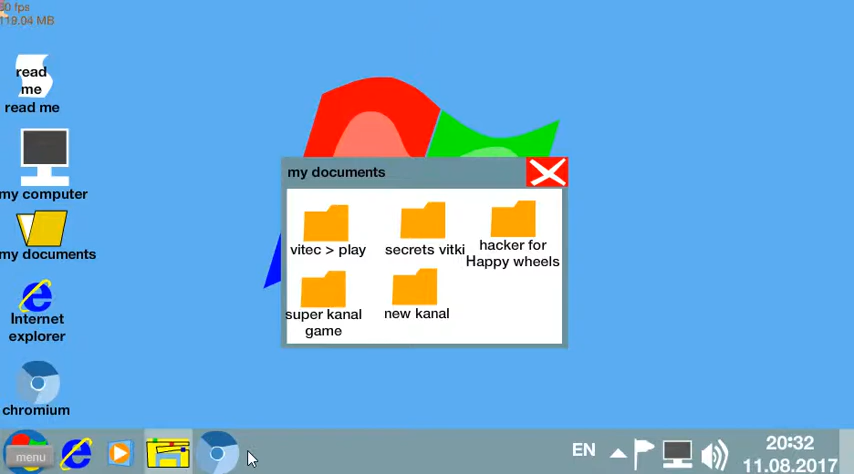 30 fps
119.04 MB
read
me
read me
my computer
my documents
Internet
explorer
chromium
my documents
vitec > play
secrets vitki
hacker for
Happy wheels
super kanal
game
new kanal
menu
EN
20:32
11.08.2017